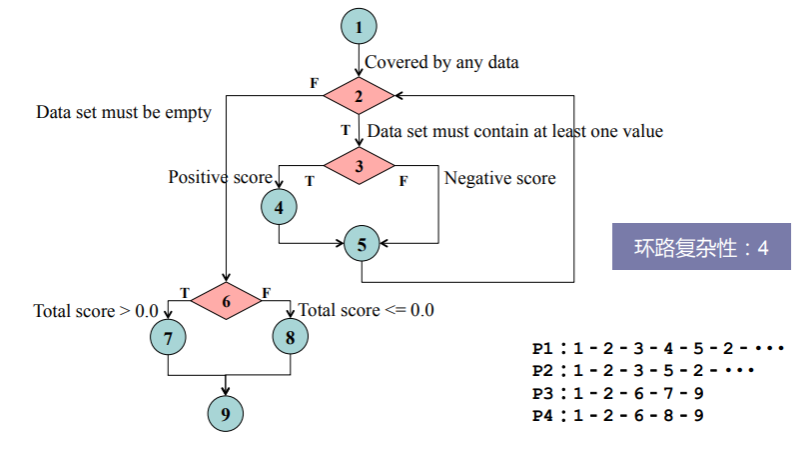 1
Covered by any data
F
2
Data set must be empty
T
Data set must contain at least one value
3
Positive score
T
F
Negative score
4
5
环路复杂性：4
T
6
F
Total score > 0.0
Total score <= 0.0
7
8
9
P1：1-2-3-4-5-2-···
P2：1-2-3-5-2-···
P3：1-2-6-7-9
P4：1-2-6-8-9